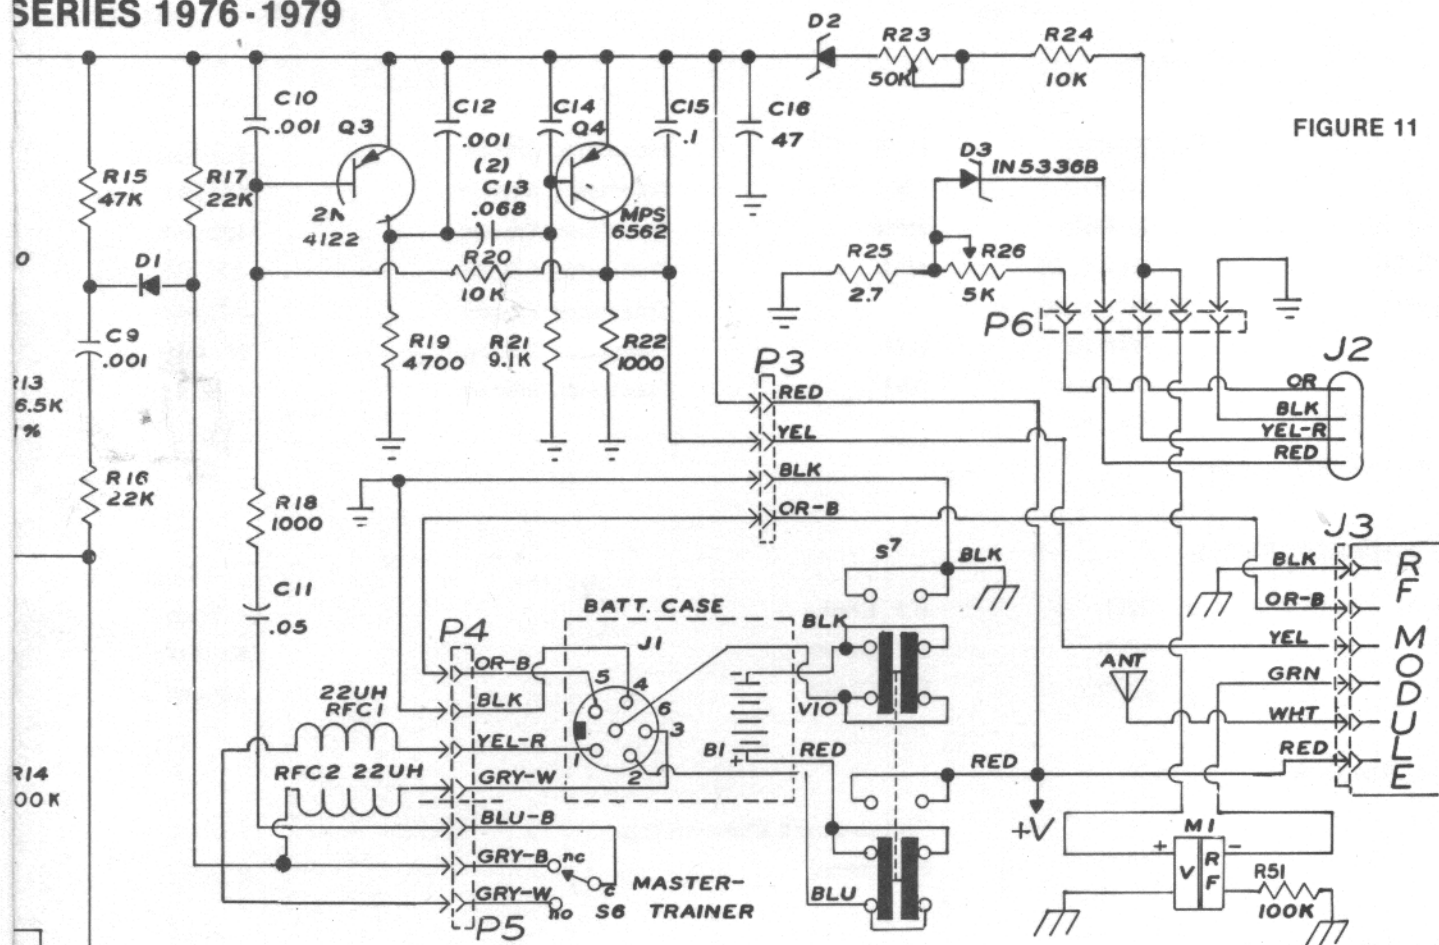 SERIES 1976-1979
D2
R23
50K
R24
10K
FIGURE 11
C10
.001
Q3
C12
.001
(2)
C13
.068
C14
Q4
C15
.1
C16
47
D3
IN5336B
R15
47K
R17
22K
4122
MPS
6562
D1
R20
10K
R25
2.7
R26
5K
P6
J2
C9
.001
R19
4700
R21
9.1K
R22
1000
P3
RED
OR
BLK
YEL-R
RED
R13
6.5K
1%
YEL
BLK
OR-B
R16
22K
R18
1000
C11
.05
S7
BLK
J3
BLK
OR-B
YEL
GRN
WHT
RED
RF MODULE
BATT. CASE
J1
P4
OR-B
BLK
YEL-R
GRY-W
BLU-B
GRY-B
GRY-W
P5
5
4
6
3
1
2
22UH
RFC1
RFC2 22UH
R14
00K
BLK
VIO
B1
-
+
RED
BLU
RED
+V
ANT
nc
c
no
S6
MASTER-
TRAINER
M1
+
-
V
RF
R51
100K